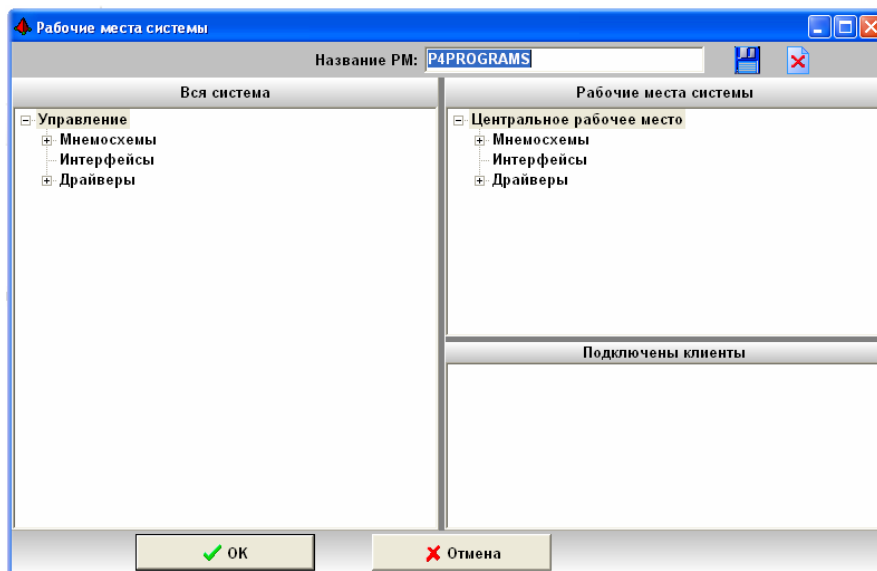 Рабочие места системы
Название РМ: P4PROGRAMS
Вся система
Управление
Мнемосхемы
Интерфейсы
Драйверы
Рабочие места системы
Центральное рабочее место
Мнемосхемы
Интерфейсы
Драйверы
Подключены клиенты
ОК
Отмена